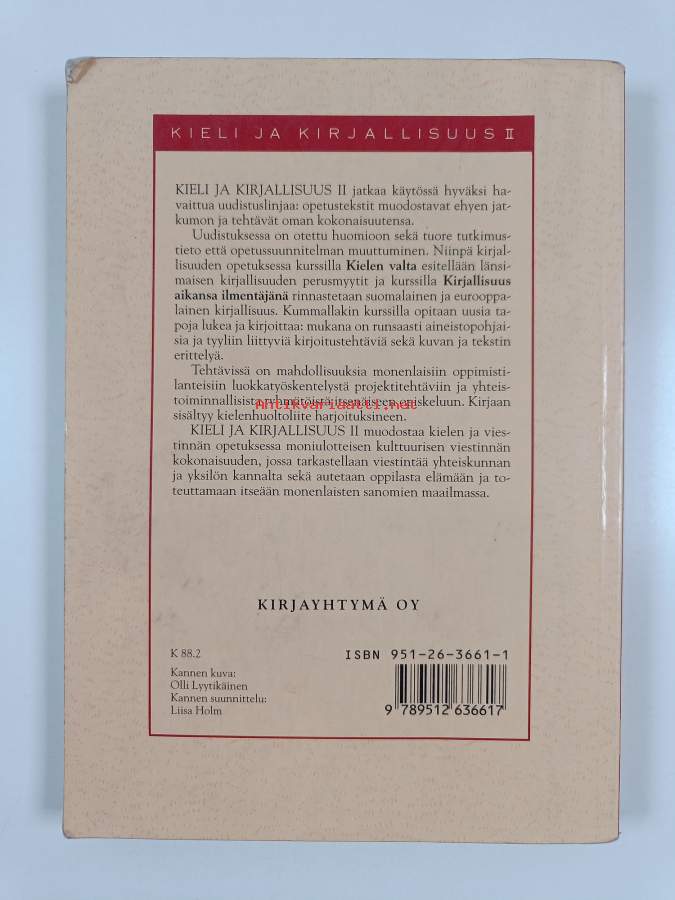 KIELI JA KIRJALLISUUS II
KIELI JA KIRJALLISUUS II jatkaa käytössä hyväksi ha-
vaittua uudistuslinjaa: opetustekstit muodostavat ehyen jat-
kumon ja tehtävät oman kokonaisuutensa.
Uudistuksessa on otettu huomioon sekä tuore tutkimus-
tieto että opetussuunnitelman muuttuminen. Niinpä kirjal-
lisuuden opetuksessa kurssilla Kielen valta esitellään länsi-
maisen kirjallisuuden perusmyytit ja kurssilla Kirjallisuus
aikansa ilmentäjänä rinnastetaan suomalainen ja eurooppa-
lainen kirjallisuus. Kummallakin kurssilla opitaan uusia ta-
poja lukea ja kirjoittaa: mukana on runsaasti aineistopohjai-
sia ja tyyliin liittyviä kirjoitustehtäviä sekä kuvan ja tekstin
erittelyä.
Tehtävissä on mahdollisuuksia monenlaisiin oppimisti-
lanteisiin luokkatyöskentelystä projektitehtäviin ja yhteis-
toiminnallisista ryhmätöistä itsenäiseen opiskeluun. Kirjaan
Antikvariaatti.net
sisältyy kielenhuoltoliite harjoituksineen.
KIELI JA KIRJALLISUUS II muodostaa kielen ja vies-
tinnän opetuksessa moniulotteisen kulttuurisen viestinnän
kokonaisuuden, jossa tarkastellaan viestintää yhteiskunnan
ja yksilön kannalta sekä autetaan oppilasta elämään ja to-
teuttamaan itseään monenlaisten sanomien maailmassa.
KIRJAYHTYMÄ OY
K 88.2
Kannen kuva:
Olli Lyytikäinen
Kannen suunnittelu:
Liisa Holm
ISBN 951-26-3661-1
9 789512 636617